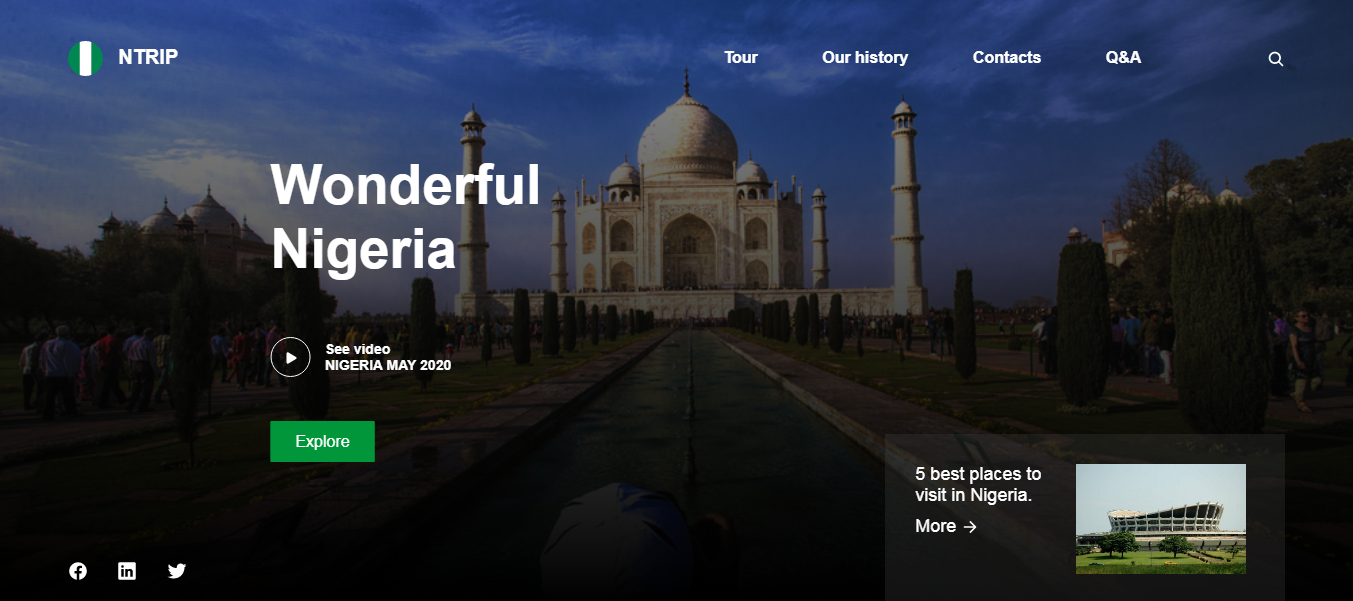 NTRIP
Tour
Our history
Contacts
Q&A
Wonderful
Nigeria
See video
NIGERIA MAY 2020
Explore
5 best places to
visit in Nigeria.
More →